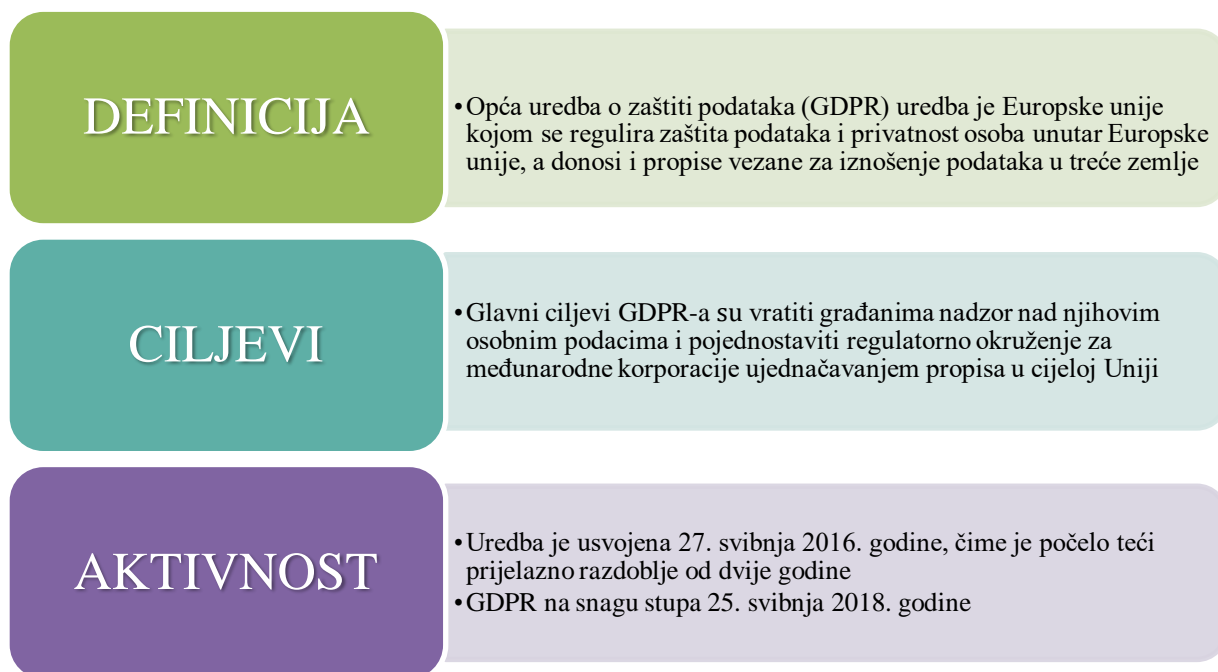 DEFINICIJA
•Opća uredba o zaštiti podataka (GDPR) uredba je Europske unije
kojom se regulira zaštita podataka i privatnost osoba unutar Europske
unije, a donosi i propise vezane za iznošenje podataka u treće zemlje
CILJEVI
•Glavni ciljevi GDPR-a su vratiti građanima nadzor nad njihovim
osobnim podacima i pojednostaviti regulatorno okruženje za
međunarodne korporacije ujednačavanjem propisa u cijeloj Uniji
AKTIVNOST
•Uredba je usvojena 27. svibnja 2016. godine, čime je počelo teći
prijelazno razdoblje od dvije godine
•GDPR na snagu stupa 25. svibnja 2018. godine